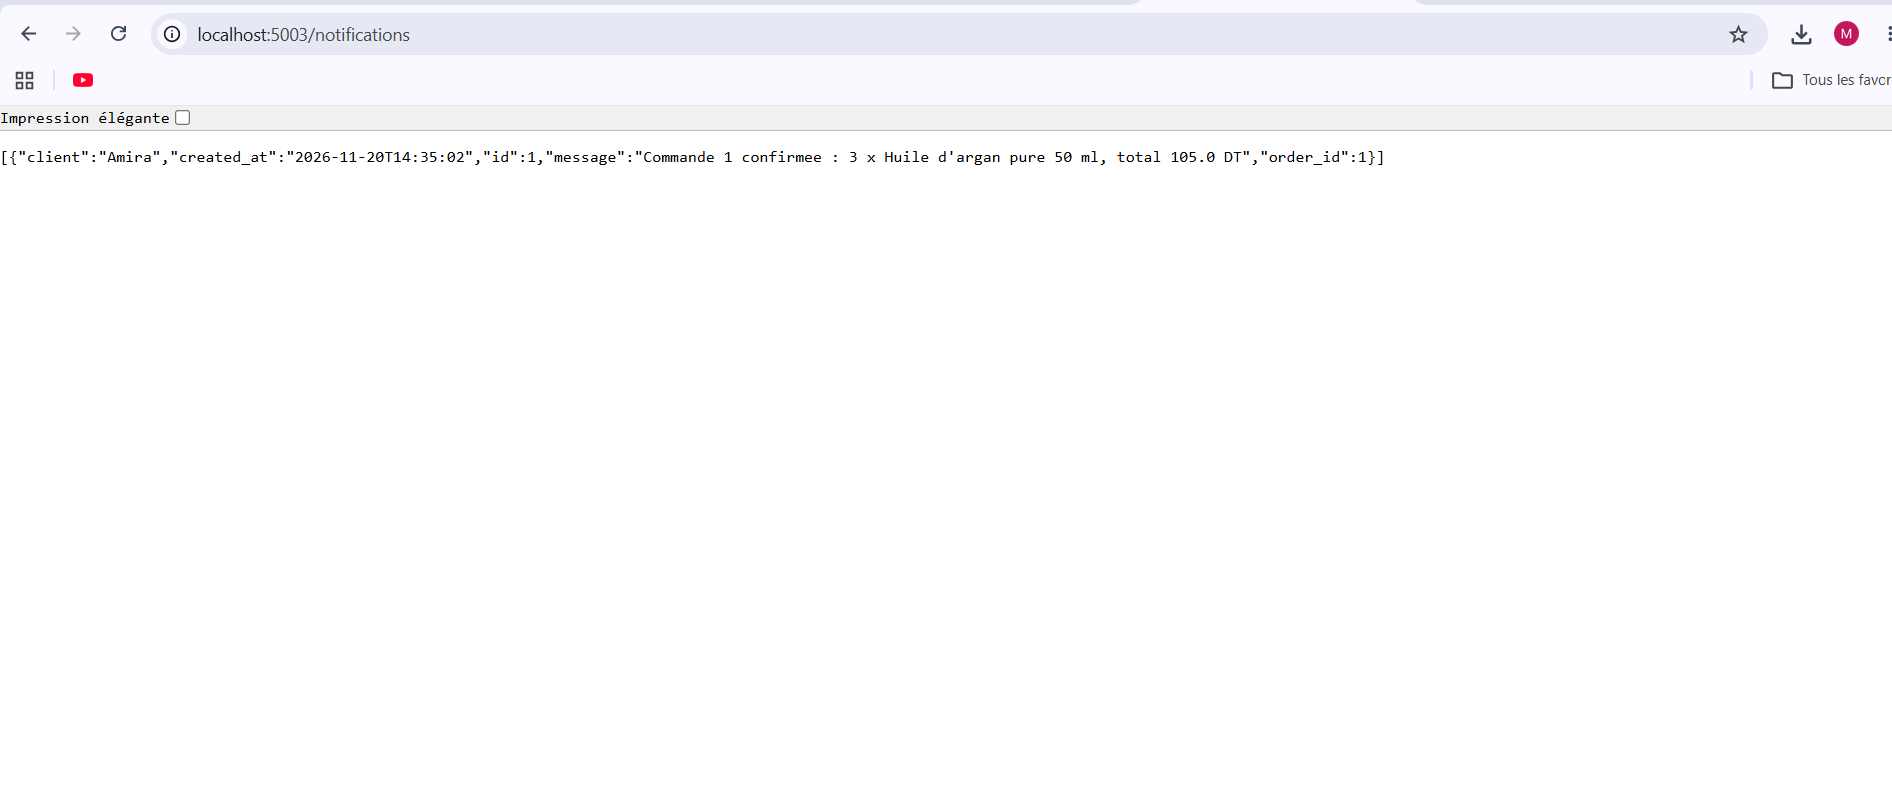 localhost:5003/notifications
M
Tous les favor
Impression élégante
[{"client":"Amira","created_at":"2026-11-20T14:35:02","id":1,"message":"Commande 1 confirmee : 3 x Huile d'argan pure 50 ml, total 105.0 DT","order_id":1}]